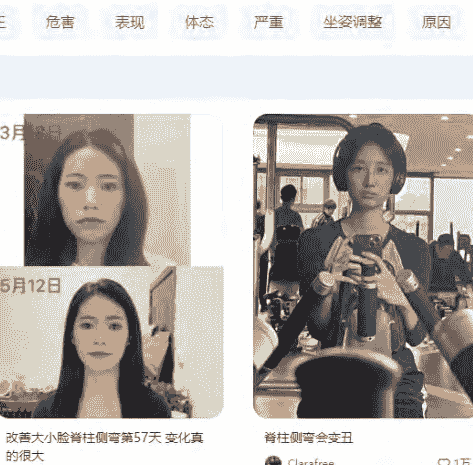 危害 表现 体态 严重 坐姿调整 原因
3月
5月12日
改善大小脸脊柱侧弯第57天 变化真
的很大
脊柱侧弯会变丑
Clarafree
1万